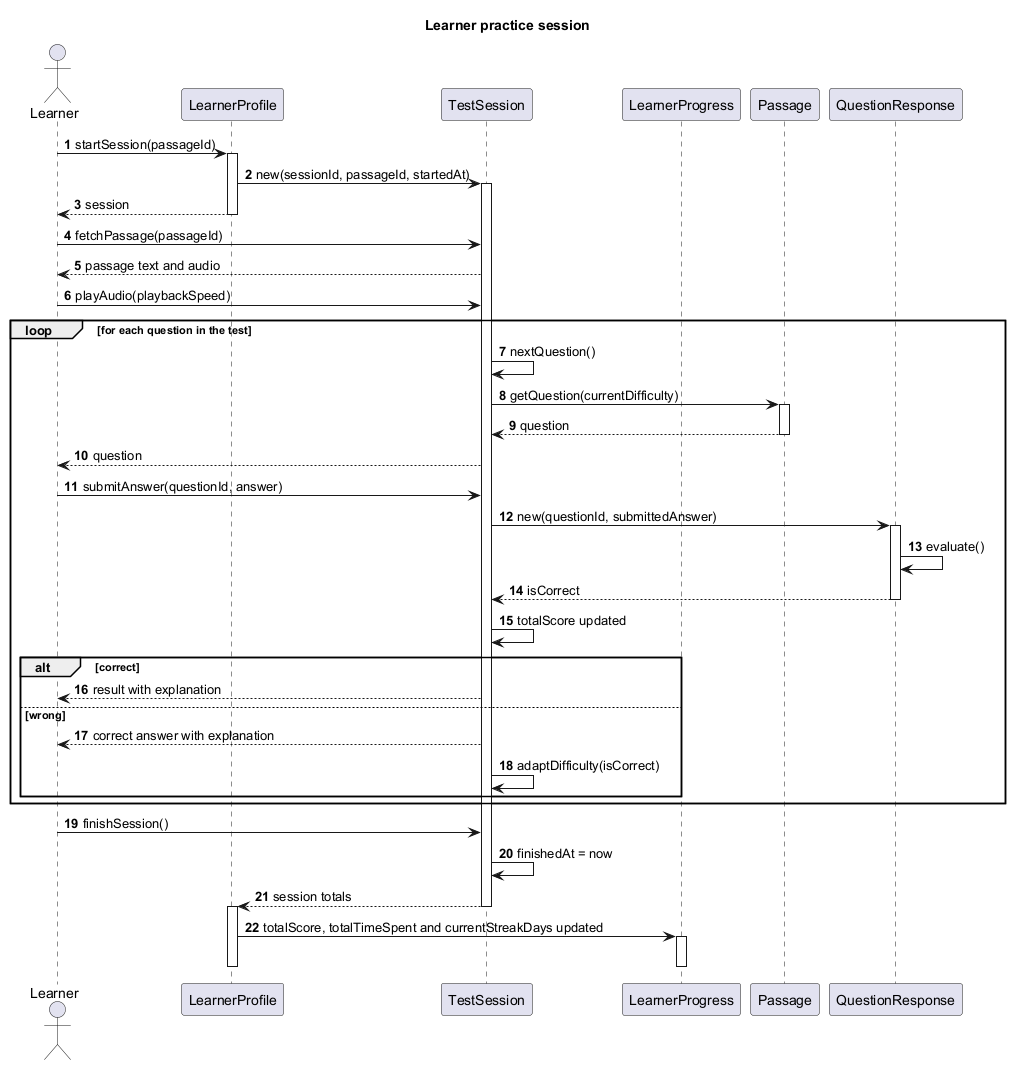 Learner practice session
Learner
LearnerProfile
TestSession
LearnerProgress
Passage
QuestionResponse
1 startSession(passageId)
2 new(sessionId, passageId, startedAt)
3 session
4 fetchPassage(passageId)
5 passage text and audio
6 playAudio(playbackSpeed)
loop [for each question in the test]
7 nextQuestion()
8 getQuestion(currentDifficulty)
9 question
10 question
11 submitAnswer(questionId, answer)
12 new(questionId, submittedAnswer)
13 evaluate()
14 isCorrect
15 totalScore updated
alt [correct]
16 result with explanation
[wrong]
17 correct answer with explanation
18 adaptDifficulty(isCorrect)
19 finishSession()
20 finishedAt = now
21 session totals
22 totalScore, totalTimeSpent and currentStreakDays updated
Learner
LearnerProfile
TestSession
LearnerProgress
Passage
QuestionResponse